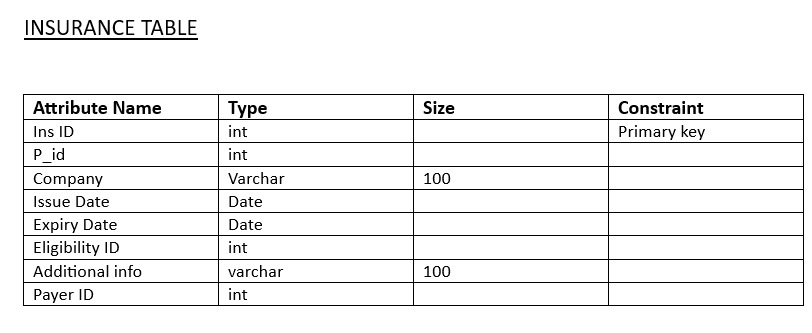 INSURANCE TABLE
Attribute Name Type Size Constraint
Ins ID int Primary key
P_id int
Company Varchar 100
Issue Date Date
Expiry Date Date
Eligibility ID int
Additional info varchar 100
Payer ID int